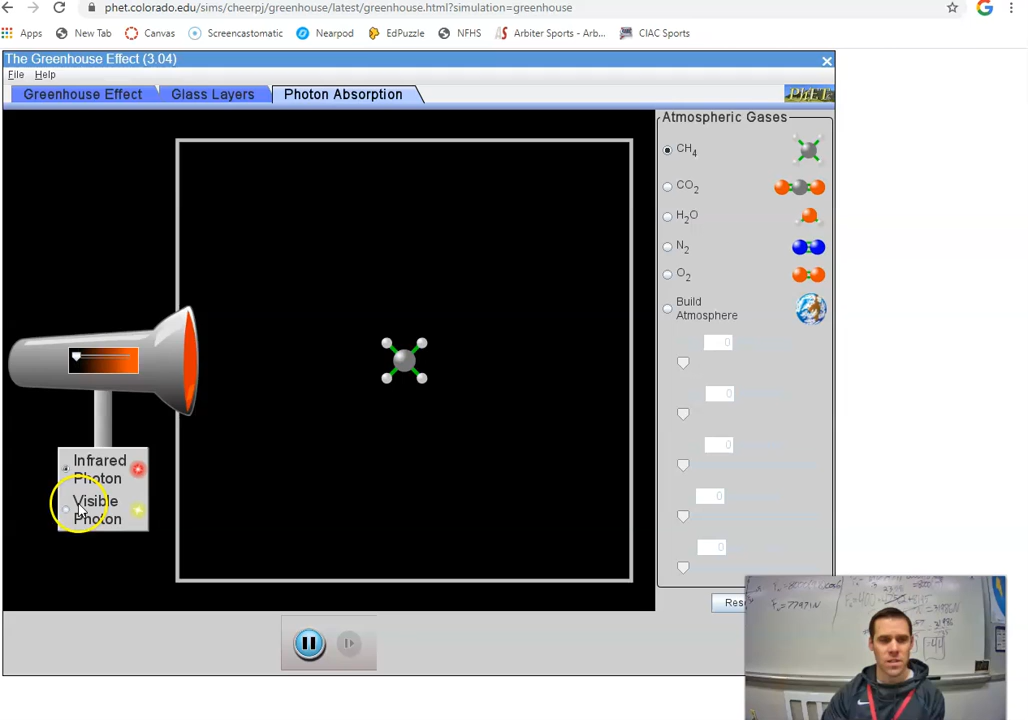 phet.colorado.edu/sims/cheerpj/greenhouse/latest/greenhouse.html?simulation=greenhouse
Apps New Tab Canvas Screencastomatic Nearpod EdPuzzle NFHS Arbiter Sports - Arb... CIAC Sports
The Greenhouse Effect (3.04)
File Help
Greenhouse Effect Glass Layers Photon Absorption PhET
Atmospheric Gases
CH4
CO2
H2O
N2
O2
Build
Atmosphere
0
0
0
0
0
Infrared
Photon
Visible
Photon
Res